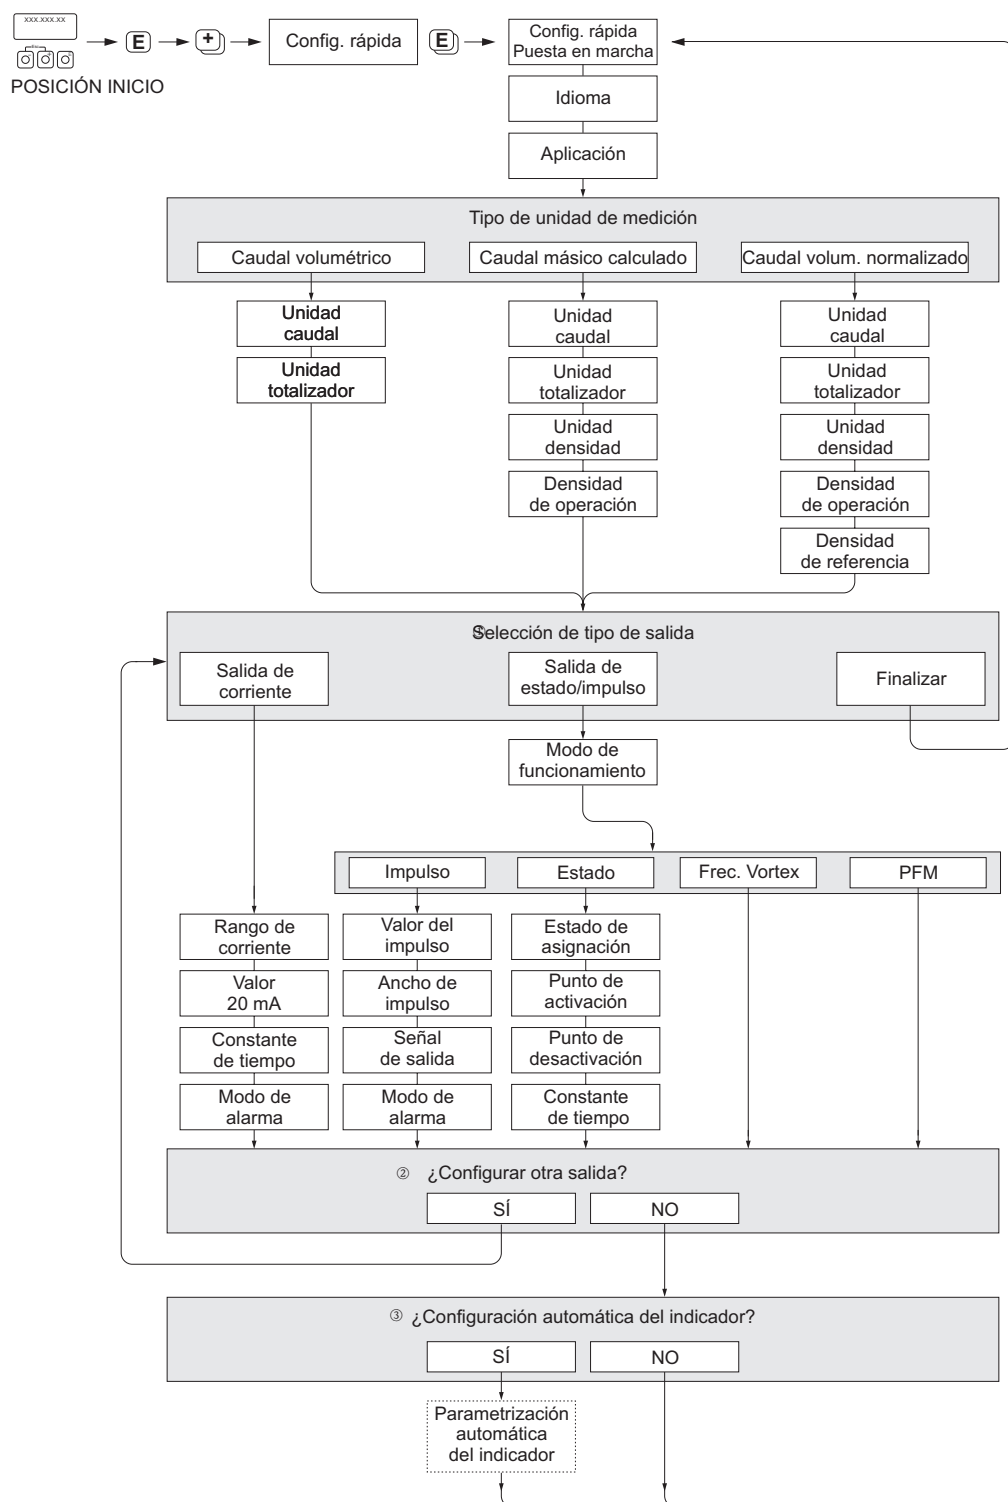 xxx.xxx.xx
Esc
E
+
Config. rápida
E
Config. rápida
Puesta en marcha
POSICIÓN INICIO
Idioma
Aplicación
Tipo de unidad de medición
Caudal volumétrico
Caudal másico calculado
Caudal volum. normalizado
Unidad
caudal
Unidad
caudal
Unidad
caudal
Unidad
totalizador
Unidad
totalizador
Unidad
totalizador
Unidad
densidad
Unidad
densidad
Densidad
de operación
Densidad
de operación
Densidad
de referencia
① Selección de tipo de salida
Salida de
corriente
Salida de
estado/impulso
Finalizar
Modo de
funcionamiento
Impulso
Estado
Frec. Vortex
PFM
Rango de
corriente
Valor del
impulso
Estado de
asignación
Valor
20 mA
Ancho de
impulso
Punto de
activación
Constante
de tiempo
Señal
de salida
Punto de
desactivación
Modo de
alarma
Modo de
alarma
Constante
de tiempo
② ¿Configurar otra salida?
SÍ
NO
③ ¿Configuración automática del indicador?
SÍ
NO
Parametrización
automática
del indicador